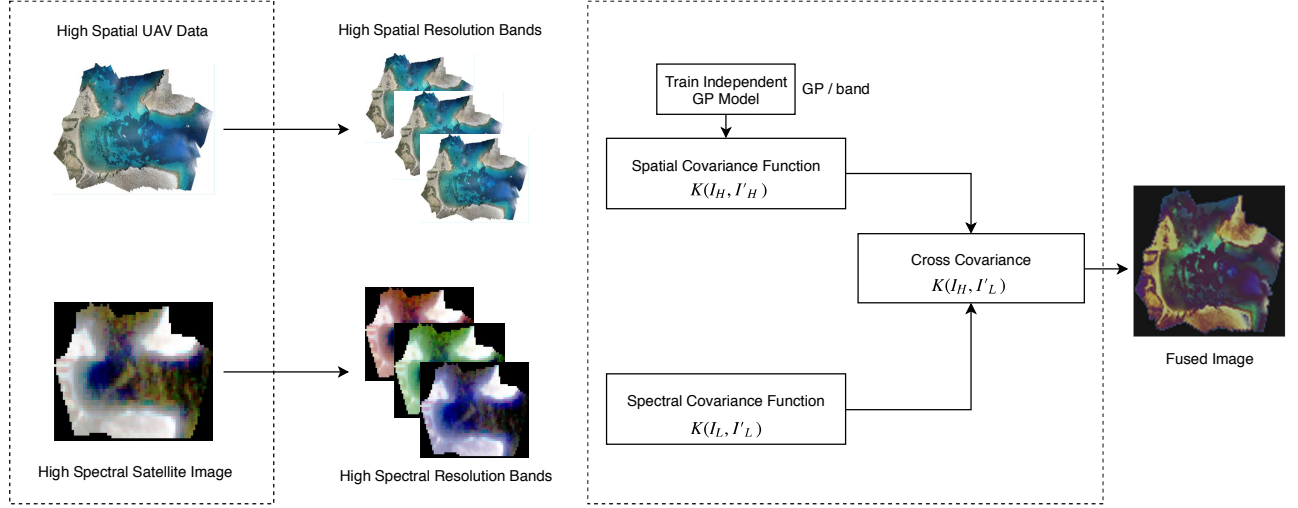 High Spatial UAV Data
High Spatial Resolution Bands
Train Independent
GP Model
GP / band
Spatial Covariance Function
K(I_H, I'_H)
Cross Covariance
K(I_H, I'_L)
Fused Image
Spectral Covariance Function
K(I_L, I'_L)
High Spectral Satellite Image
High Spectral Resolution Bands